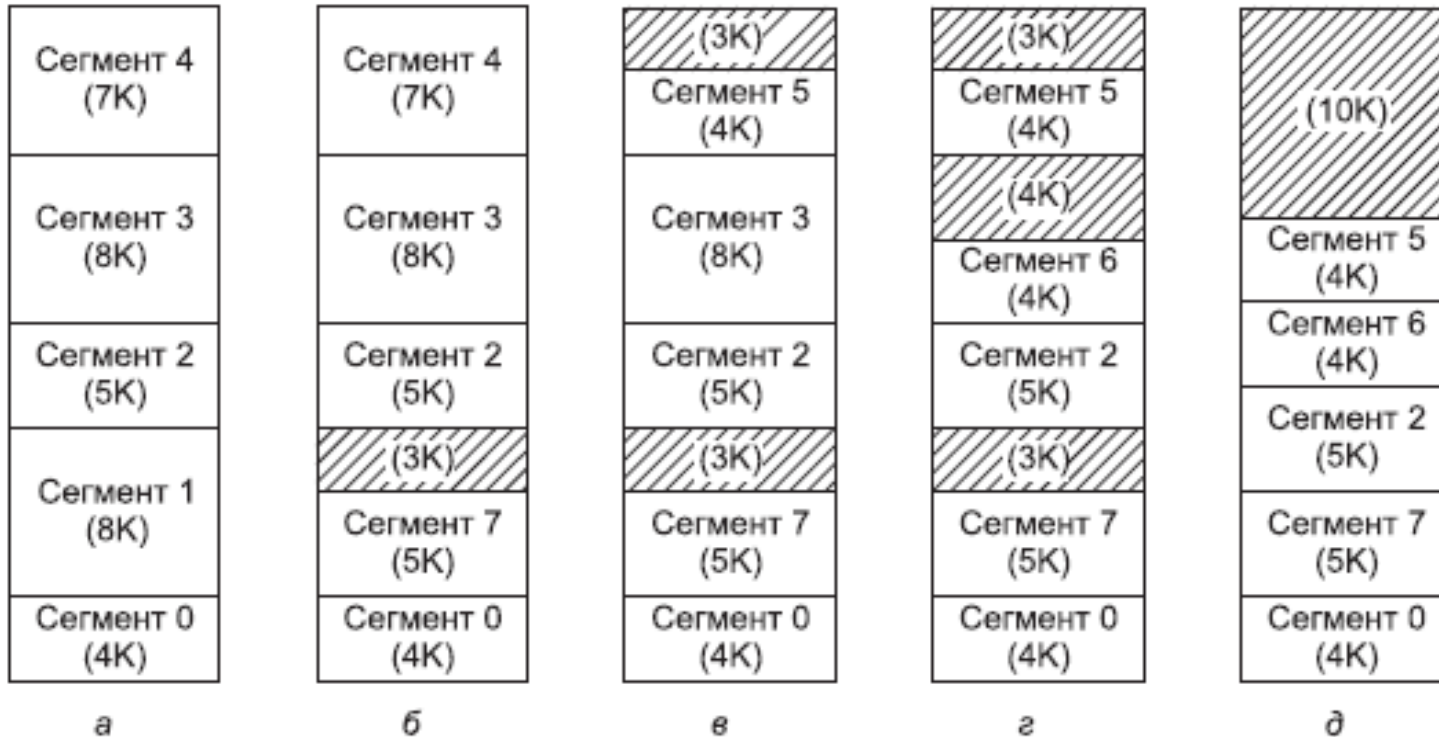 Сегмент 4
(7K)
Сегмент 3
(8K)
Сегмент 2
(5K)
Сегмент 1
(8K)
Сегмент 0
(4K)
а
Сегмент 4
(7K)
Сегмент 3
(8K)
Сегмент 2
(5K)
(3K)
Сегмент 7
(5K)
Сегмент 0
(4K)
б
(3K)
Сегмент 5
(4K)
Сегмент 3
(8K)
Сегмент 2
(5K)
(3K)
Сегмент 7
(5K)
Сегмент 0
(4K)
в
(3K)
Сегмент 5
(4K)
(4K)
Сегмент 6
(4K)
Сегмент 2
(5K)
(3K)
Сегмент 7
(5K)
Сегмент 0
(4K)
г
(10K)
Сегмент 5
(4K)
Сегмент 6
(4K)
Сегмент 2
(5K)
Сегмент 7
(5K)
Сегмент 0
(4K)
д